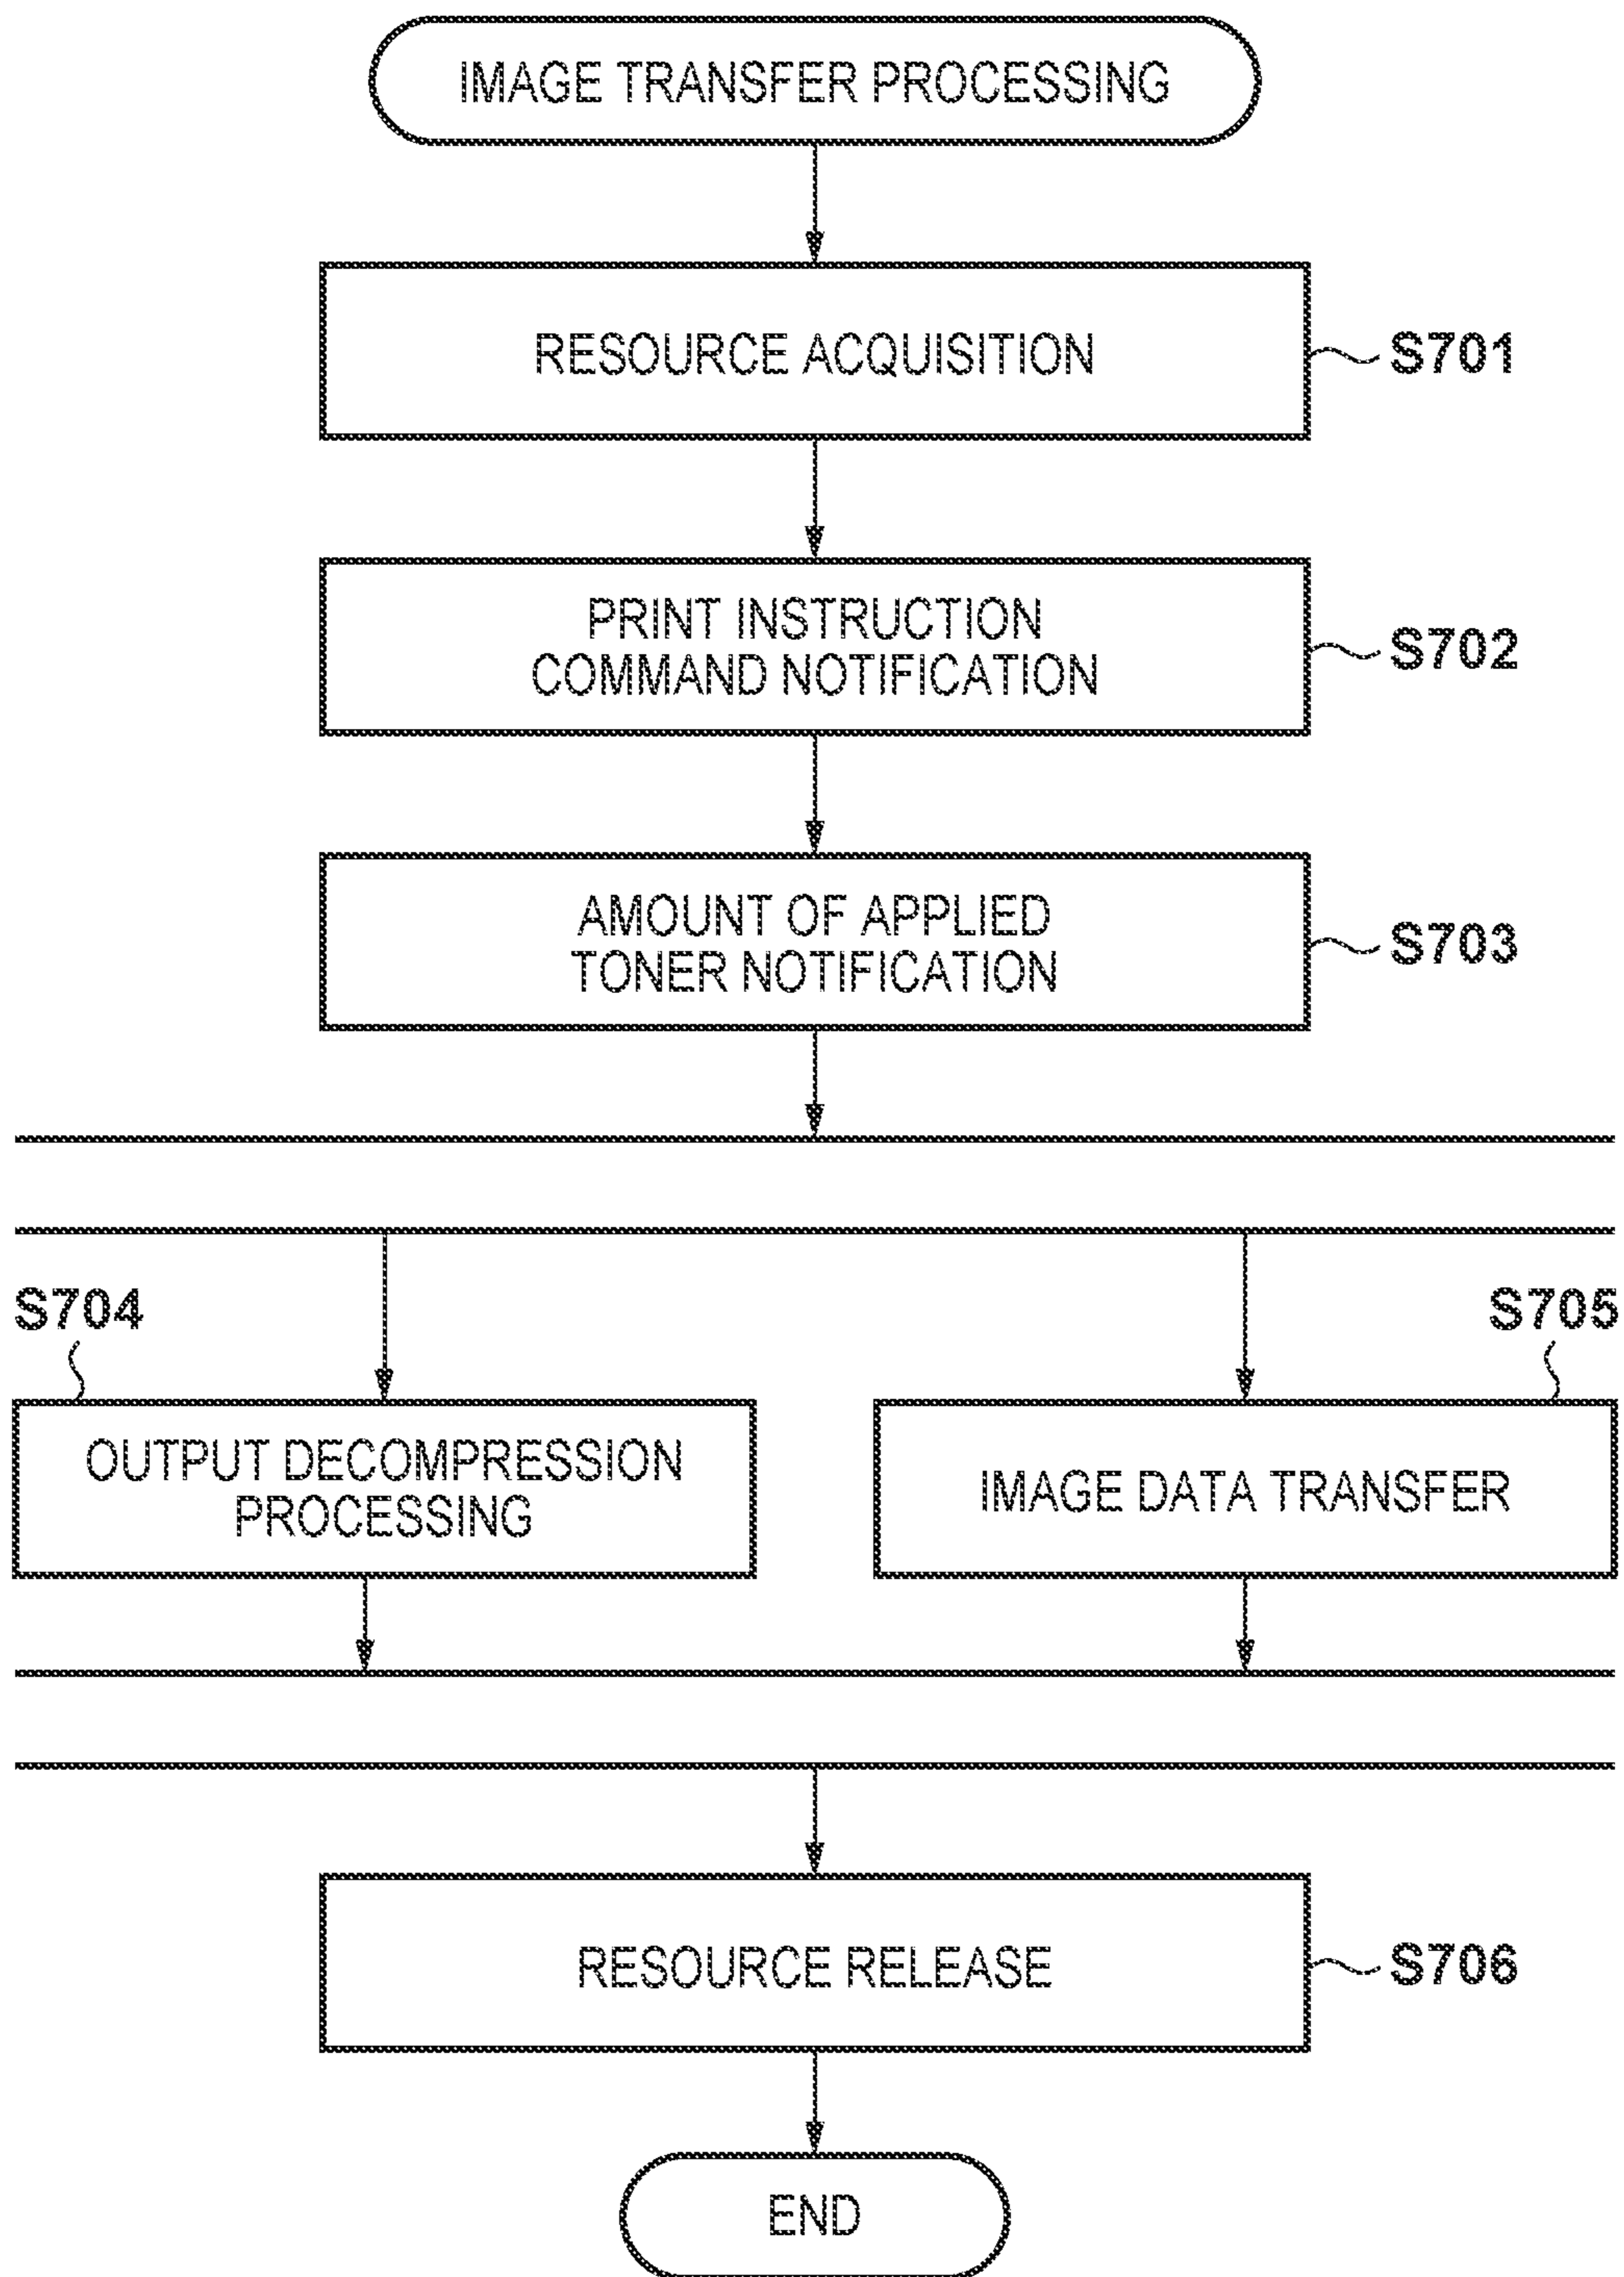 IMAGE TRANSFER PROCESSING
RESOURCE ACQUISITION
S701
PRINT INSTRUCTION
COMMAND NOTIFICATION
S702
AMOUNT OF APPLIED
TONER NOTIFICATION
S703
S704
OUTPUT DECOMPRESSION
PROCESSING
S705
IMAGE DATA TRANSFER
RESOURCE RELEASE
S706
END